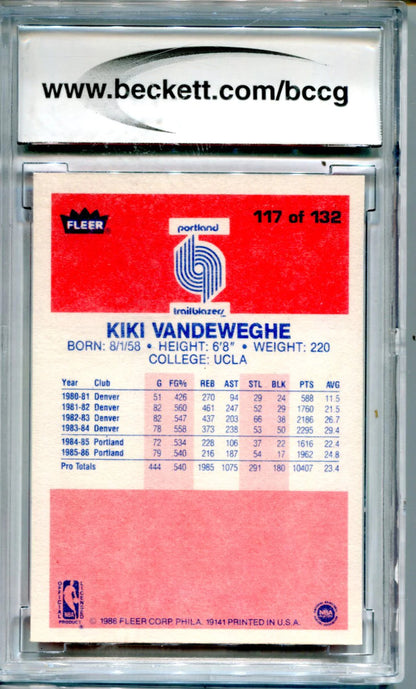 www.beckett.com/bccg
FLEER
117 of 132
portland
trailblazers
KIKI VANDEWEGHE
BORN: 8/1/58 • HEIGHT: 6'8" • WEIGHT: 220
COLLEGE: UCLA
Year Club G FG% REB AST STL BLK PTS AVG
1980-81 Denver 51 426 270 94 29 24 588 11.5
1981-82 Denver 82 560 461 247 52 29 1760 21.5
1982-83 Denver 82 547 437 203 66 38 2186 26.7
1983-84 Denver 78 558 373 238 53 50 2295 29.4
1984-85 Portland 72 534 228 106 37 22 1616 22.4
1985-86 Portland 79 540 216 187 54 17 1962 24.8
Pro Totals 444 540 1985 1075 291 180 10407 23.4
OFFICIAL LICENSED
NBA
PRODUCT
NBA
© 1986 FLEER CORP. PHILA. 19141 PRINTED IN U.S.A.